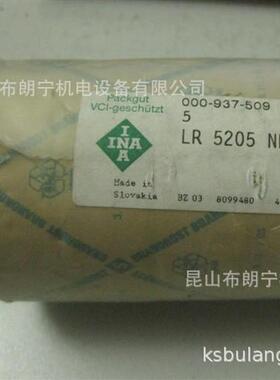 布朗宁机电设备有限公司
Packgut
VCI-geschützt
000-937-509
5
INA
LR 5205
Made in
Slovakia
BZ 03 8099480 4
昆山布朗宁
ksbulang